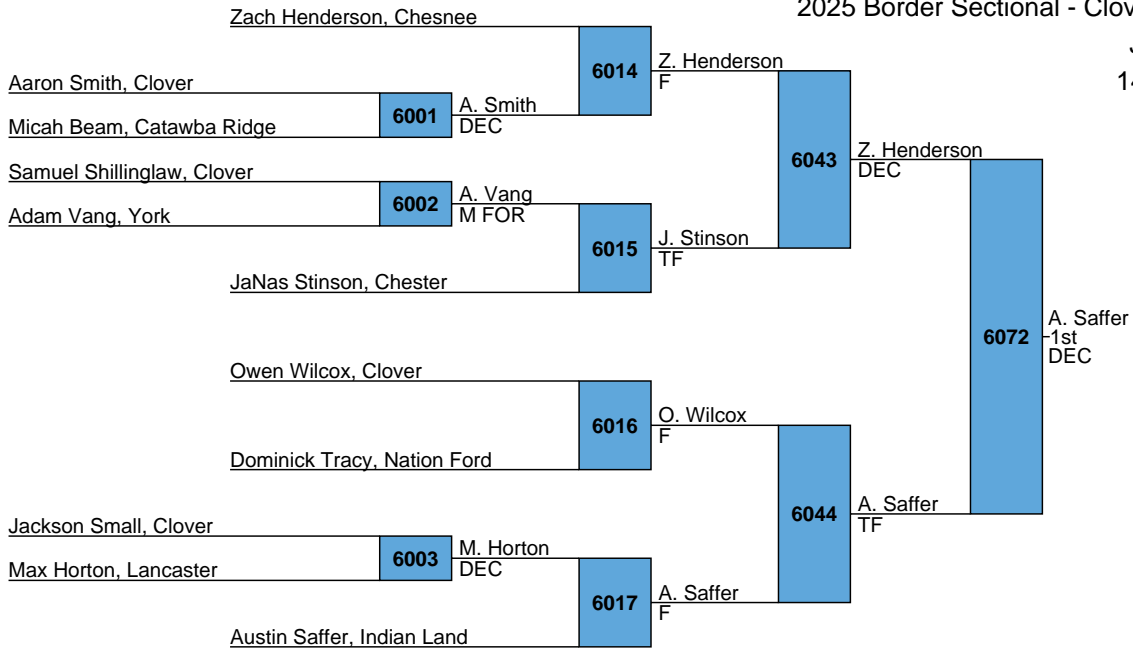 2025 Border Sectional - Clov
Zach Henderson, Chesnee
14
6014
Z. Henderson
F
Aaron Smith, Clover
6001
A. Smith
DEC
Micah Beam, Catawba Ridge
6043
Z. Henderson
DEC
Samuel Shillinglaw, Clover
6002
A. Vang
M FOR
Adam Vang, York
6015
J. Stinson
TF
JaNas Stinson, Chester
6072
A. Saffer
1st
DEC
Owen Wilcox, Clover
6016
O. Wilcox
F
Dominick Tracy, Nation Ford
6044
A. Saffer
TF
Jackson Small, Clover
6003
M. Horton
DEC
Max Horton, Lancaster
6017
A. Saffer
F
Austin Saffer, Indian Land